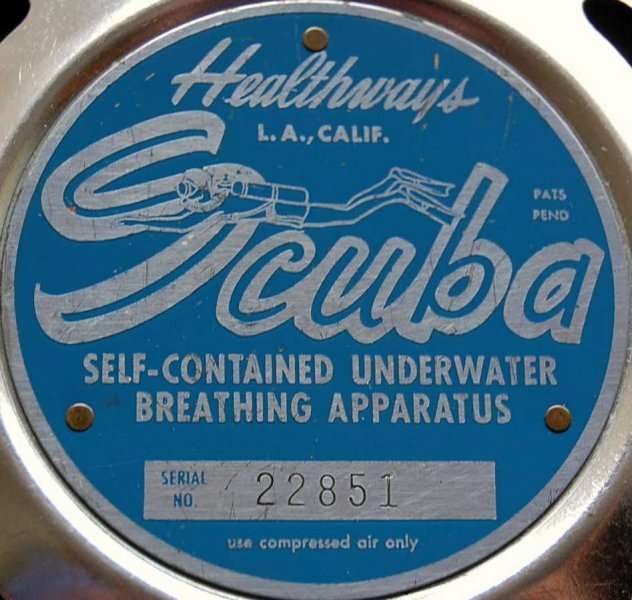 Healthways
L.A., CALIF.
PATS
PEND
Scuba
SELF-CONTAINED UNDERWATER
BREATHING APPARATUS
SERIAL
NO.
22851
use compressed air only